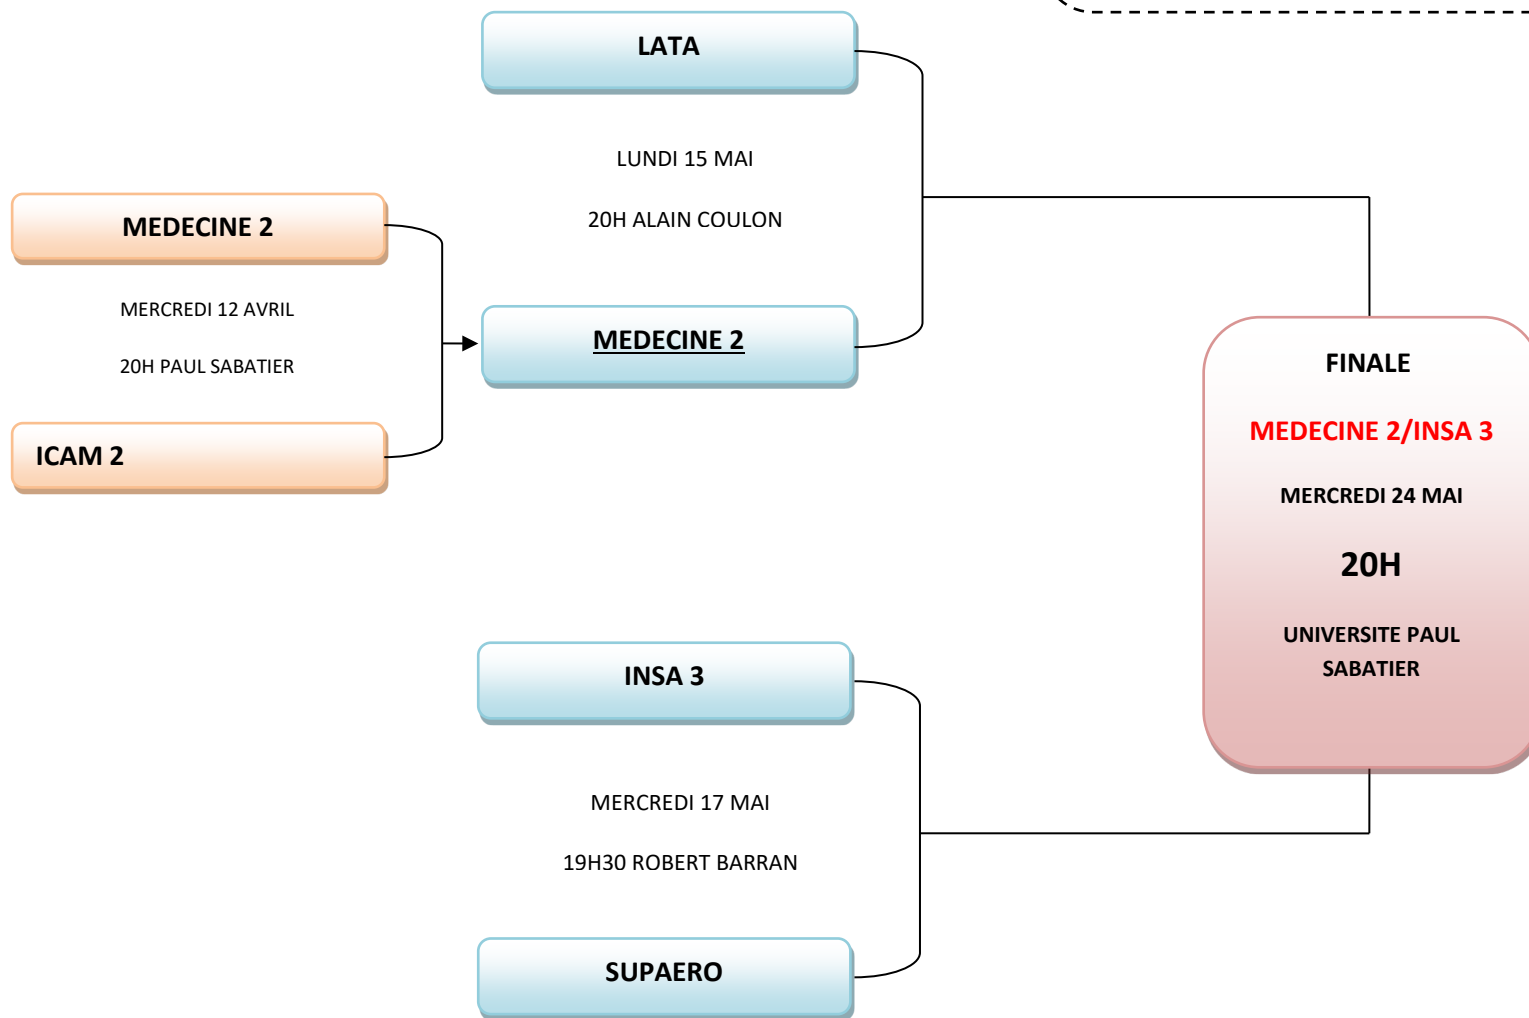 LATA
LUNDI 15 MAI
20H ALAIN COULON
MEDECINE 2
MERCREDI 12 AVRIL
20H PAUL SABATIER
ICAM 2
MEDECINE 2
FINALE
MEDECINE 2/INSA 3
MERCREDI 24 MAI
20H
UNIVERSITE PAUL
SABATIER
INSA 3
MERCREDI 17 MAI
19H30 ROBERT BARRAN
SUPAERO